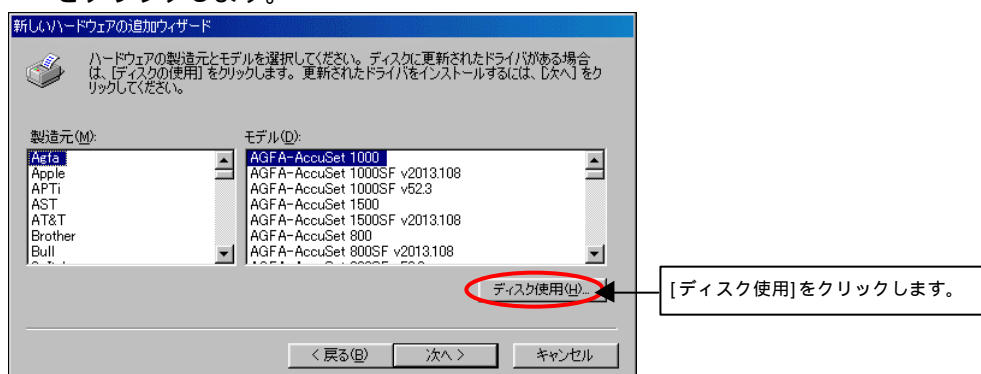 をクリックします。
新しいハードウェアの追加ウィザード
ハードウェアの製造元とモデルを選択してください。ディスクに更新されたドライバがある場合
は、[ディスクの使用] をクリックします。更新されたドライバをインストールするには、[次へ] をク
リックしてください。
製造元(M):
モデル(D):
Agfa
Apple
APTi
AST
AT&T
Brother
Bull
AGFA-AccuSet 1000
AGFA-AccuSet 1000SF v2013.108
AGFA-AccuSet 1000SF v52.3
AGFA-AccuSet 1500
AGFA-AccuSet 1500SF v2013.108
AGFA-AccuSet 800
AGFA-AccuSet 800SF v2013.108
ディスク使用(H)...
[ディスク使用]をクリックします。
< 戻る(B)
次へ >
キャンセル